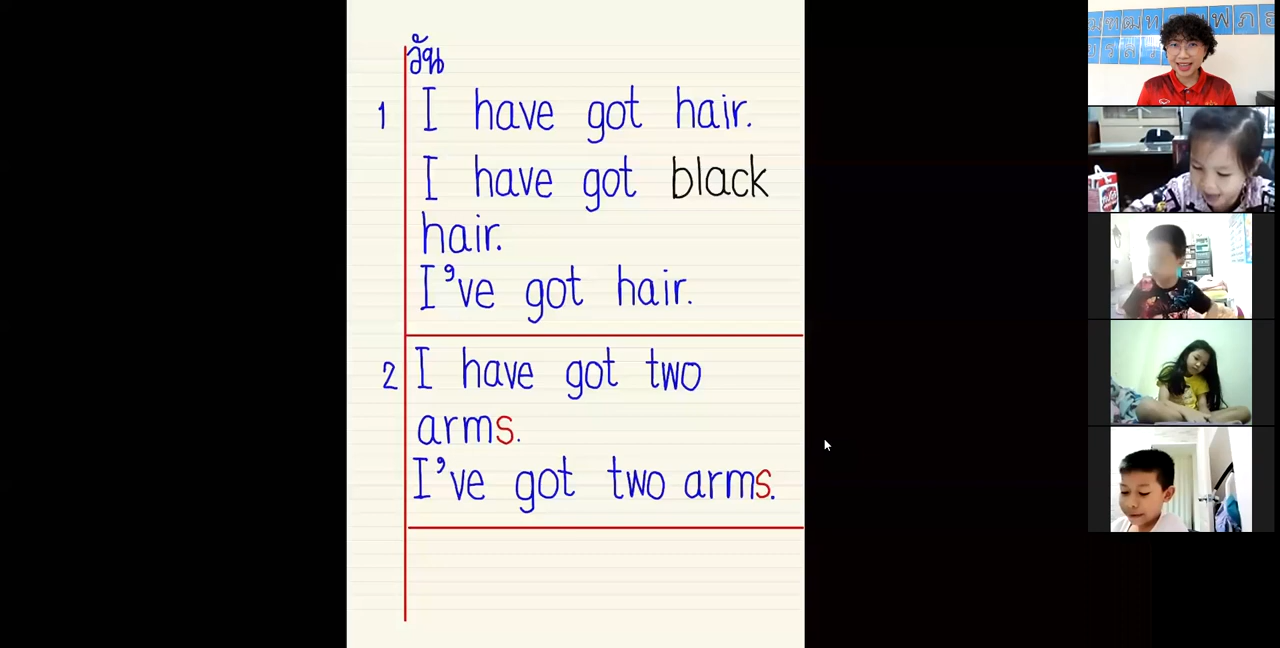 วัน
1 I have got hair.
I have got black
hair.
I've got hair.
2 I have got two
arms.
I've got two arms.